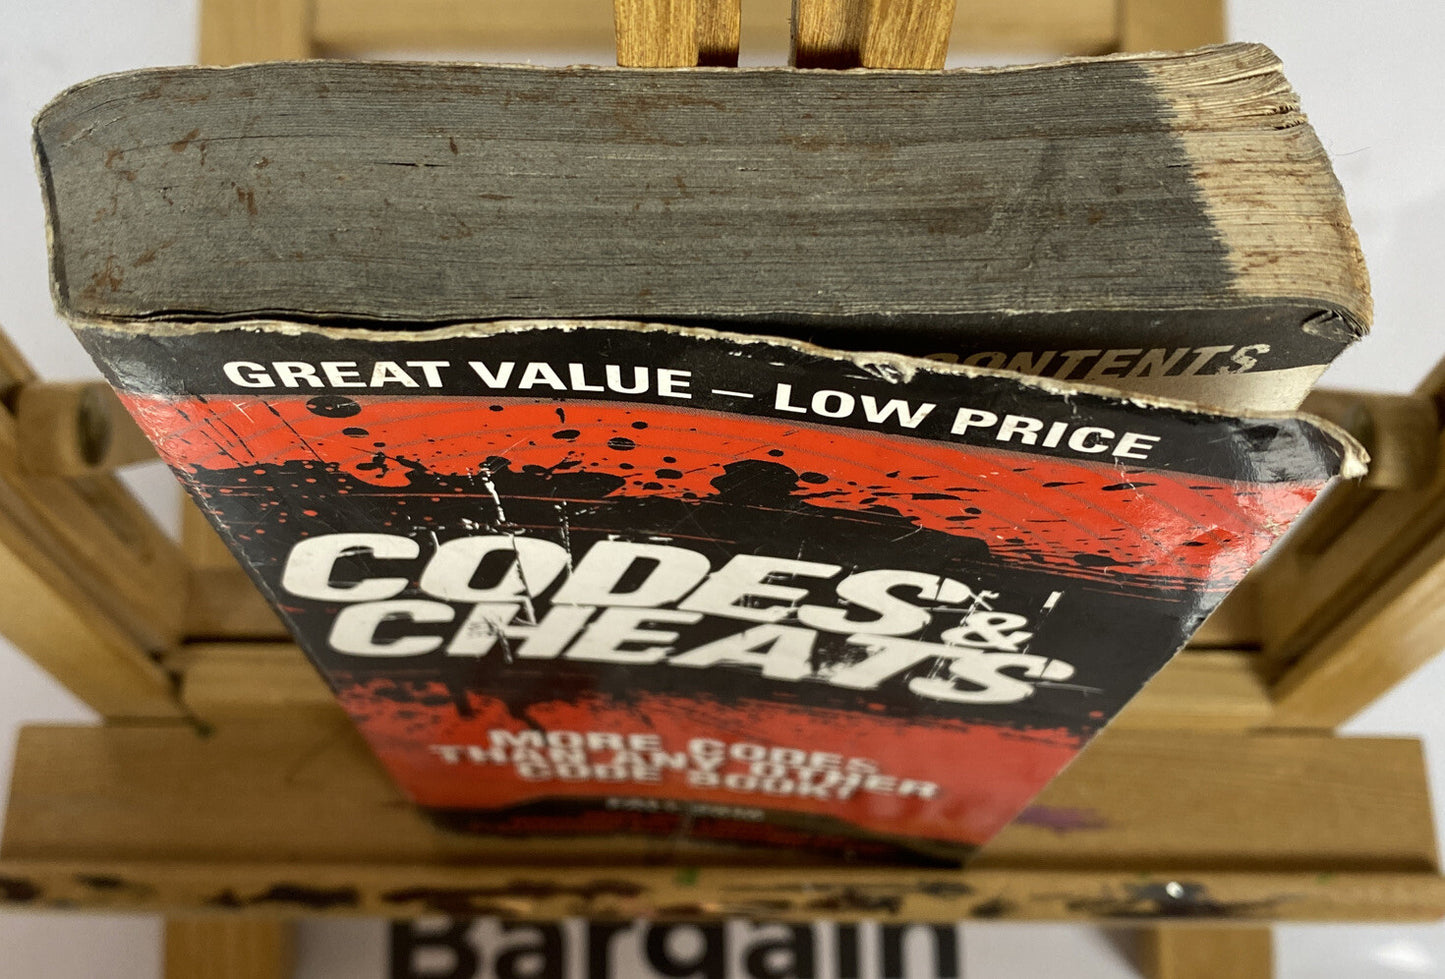 CONTENTS
GREAT VALUE – LOW PRICE
CODES &
CHEATS
MORE CODES
THAN ANY OTHER
CODE BOOK!
Bargain